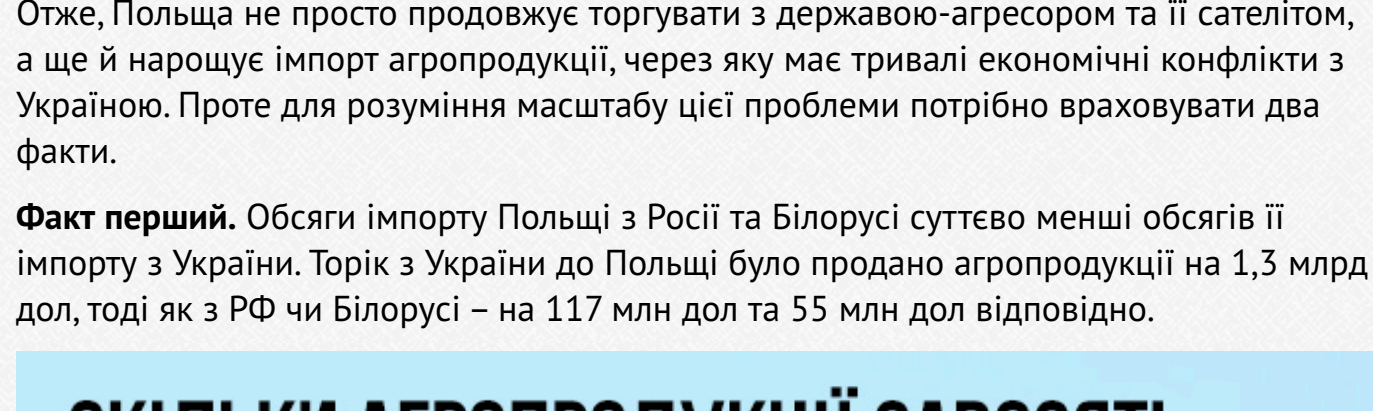 Отже, Польща не просто продовжує торгувати з державою-агресором та її сателітом,
а ще й нарощує імпорт агропродукції, через яку має тривалі економічні конфлікти з
Україною. Проте для розуміння масштабу цієї проблеми потрібно враховувати два
факти.
Факт перший. Обсяги імпорту Польщі з Росії та Білорусі суттєво менші обсягів її
імпорту з України. Торік з України до Польщі було продано агропродукції на 1,3 млрд
дол, тоді як з РФ чи Білорусі – на 117 млн дол та 55 млн дол відповідно.
СКІЛЬКИ АГРОПРОДУКЦІЇ ЗАВОЗЯТЬ